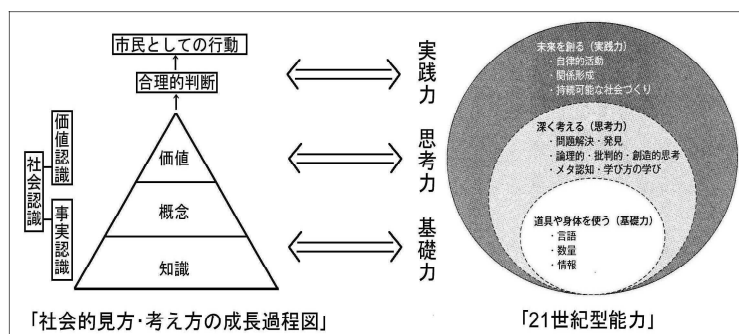 市民としての行動
合理的判断
価値
概念
知識
価値認識
社会認識
事実認識
実践力
思考力
基礎力
未来を創る(実践力)
・自律的活動
・関係形成
・持続可能な社会づくり
深く考える(思考力)
・問題解決・発見
・論理的・批判的・創造的思考
・メタ認知・学び方の学び
道具や身体を使う(基礎力)
・言語
・数量
・情報
「社会的見方・考え方の成長過程図」
「21世紀型能力」